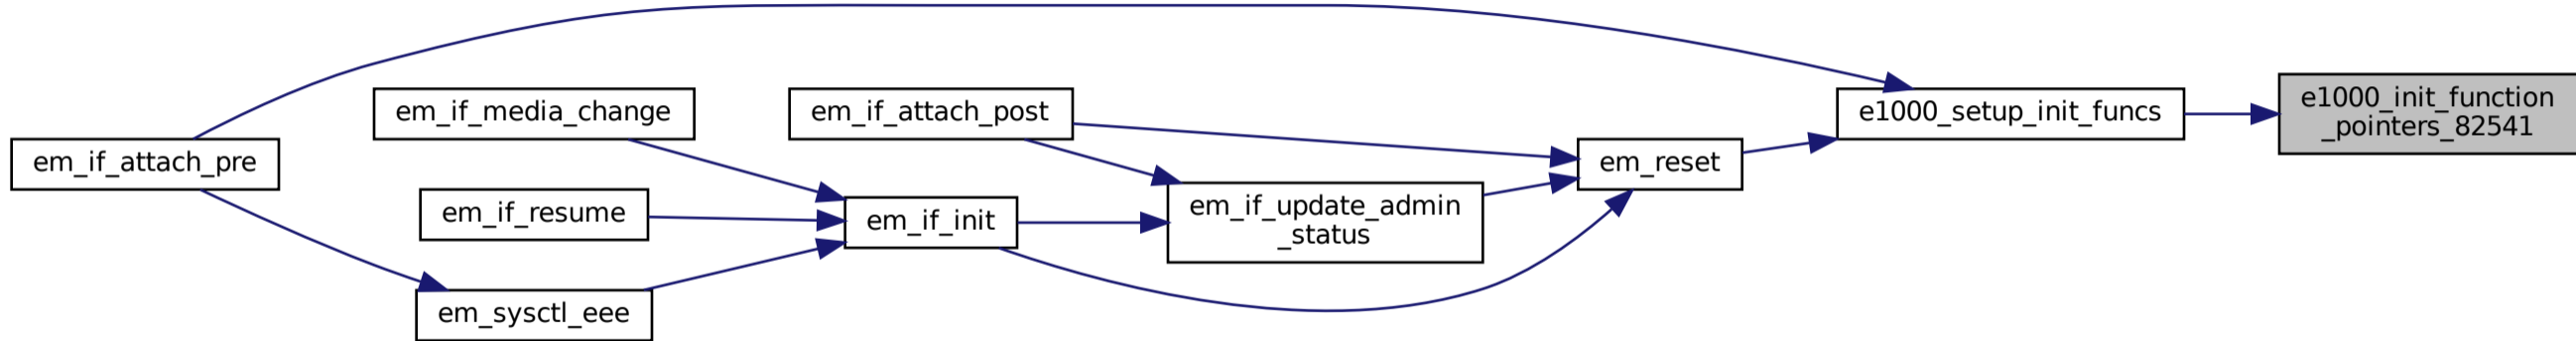 em_if_attach_pre
em_if_media_change
em_if_resume
em_sysctl_eee
em_if_attach_post
em_if_init
em_if_update_admin
_status
em_reset
e1000_setup_init_funcs
e1000_init_function
_pointers_82541